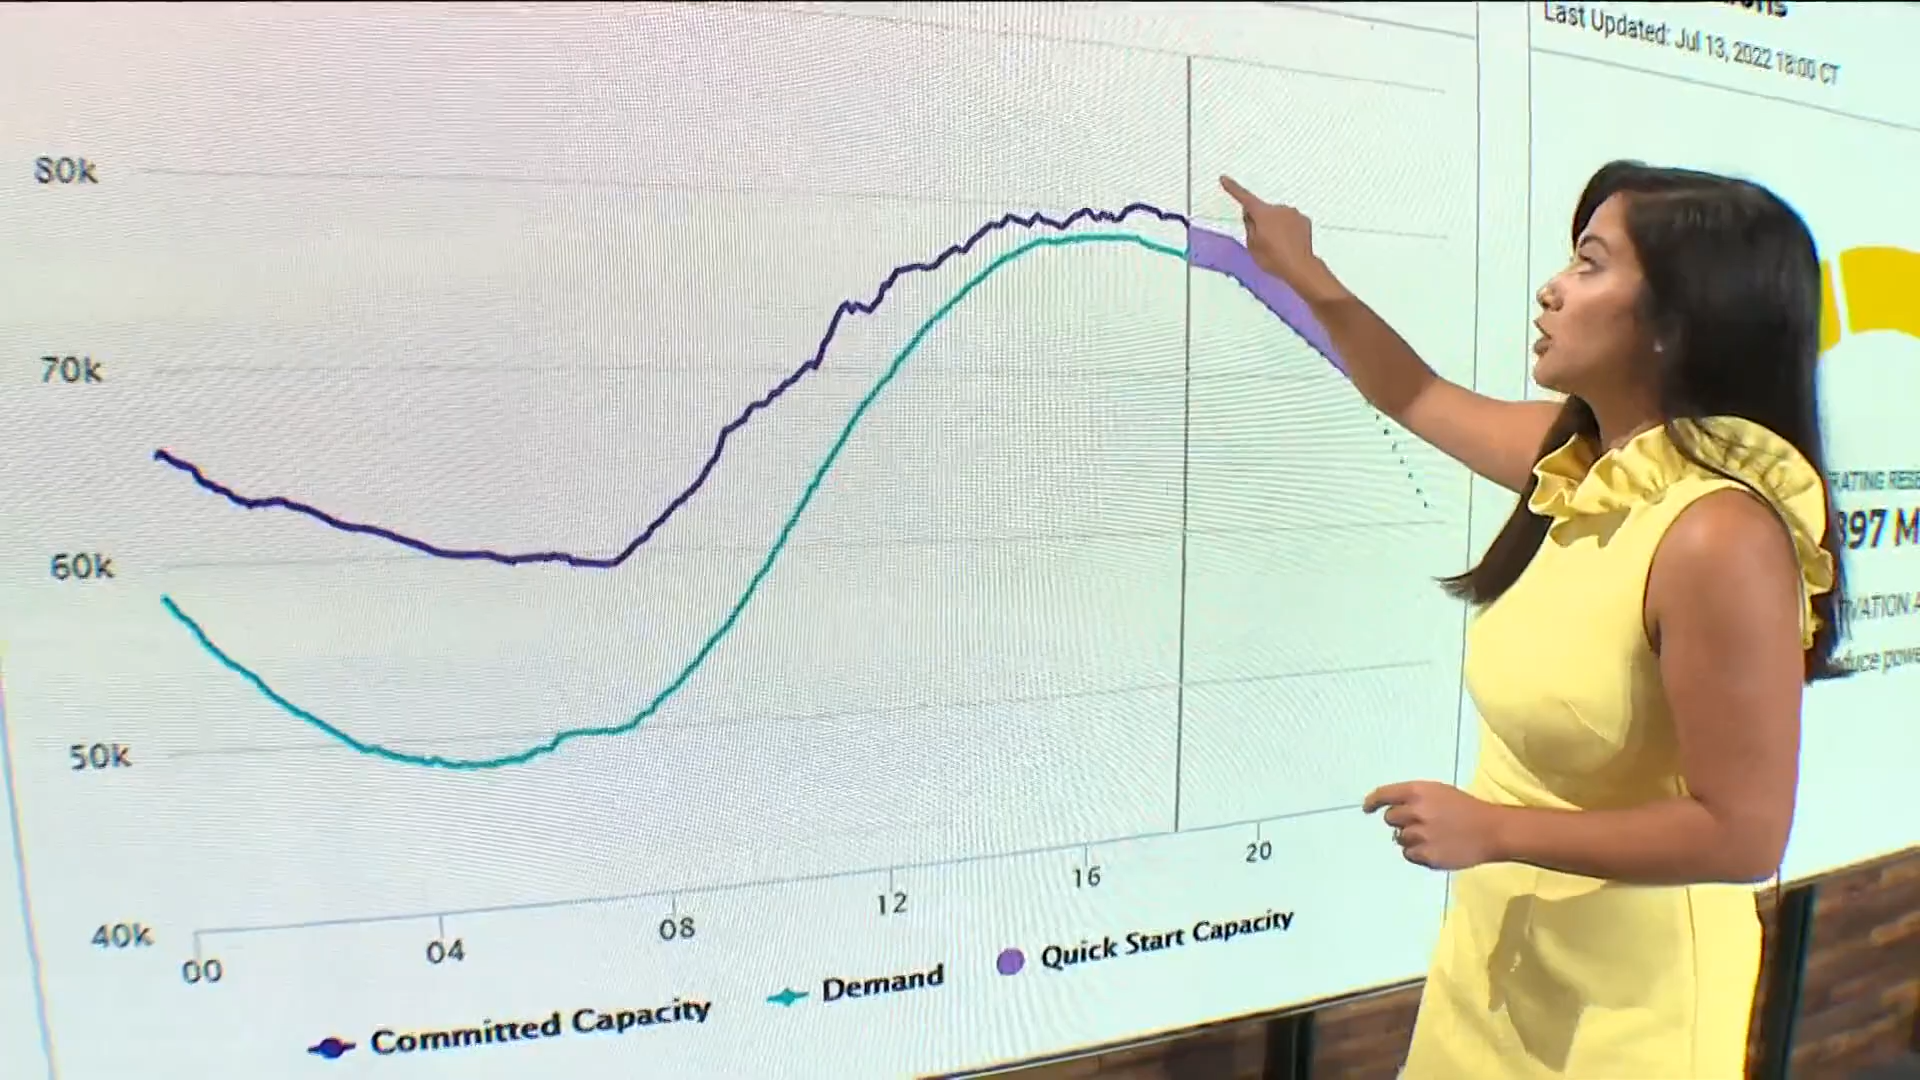 Last Updated: Jul 13, 2022 18:00 CT
80k
70k
60k
50k
40k
00
04
08
12
16
20
Committed Capacity
Demand
Quick Start Capacity
397 M